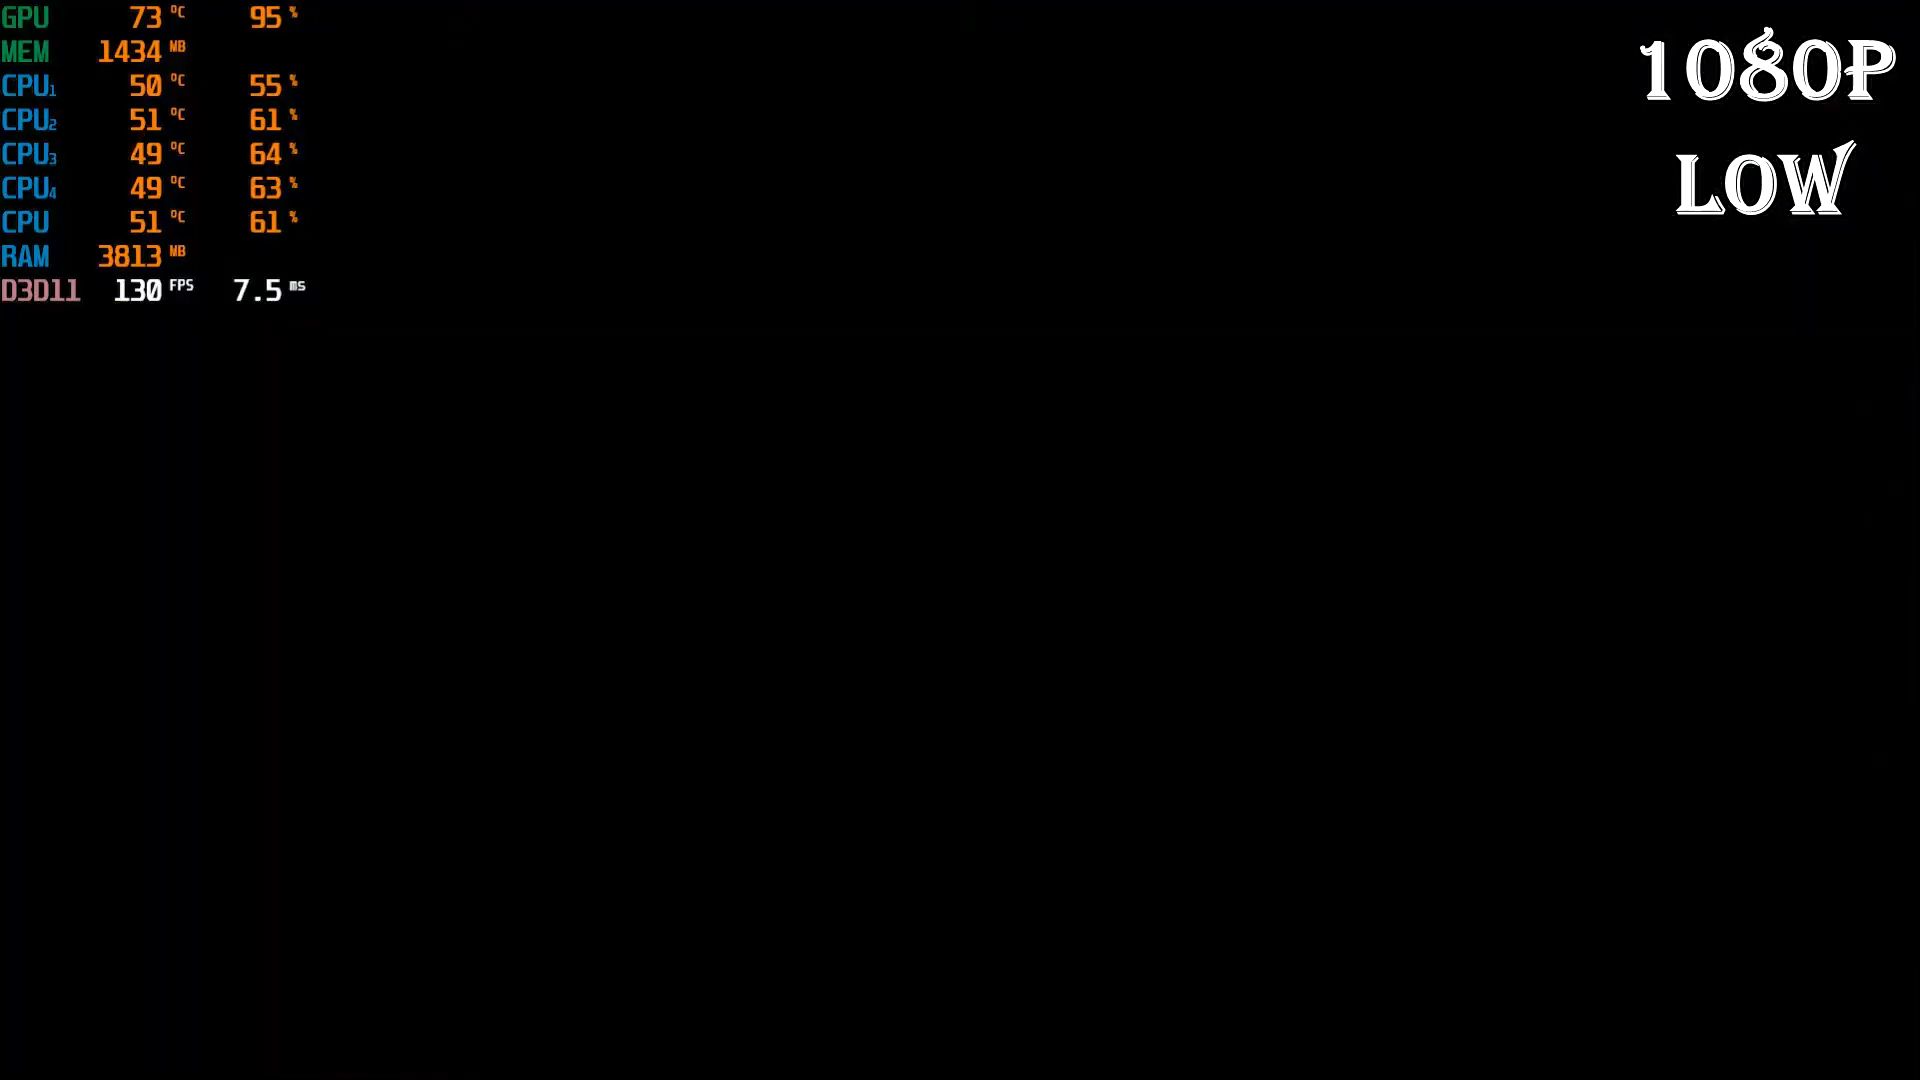 GPU 73 °C 95 %
MEM 1434 MB
CPU1 50 °C 55 %
CPU2 51 °C 61 %
CPU3 49 °C 64 %
CPU4 49 °C 63 %
CPU 51 °C 61 %
RAM 3813 MB
D3D11 130 FPS 7.5 ms
1080P
LOW